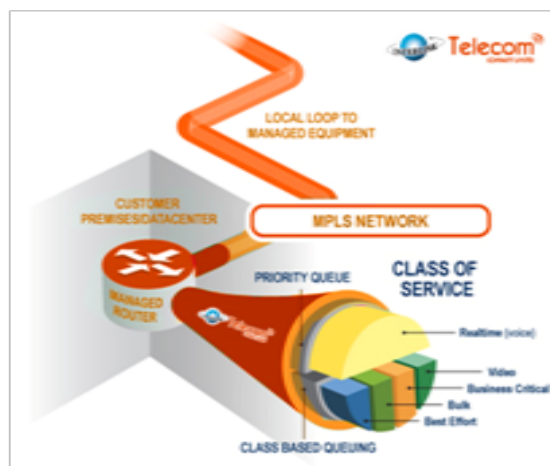 Telecom
LOCAL LOOP TO
MANAGED EQUIPMENT
CUSTOMER
PREMISES/DATACENTER
MPLS NETWORK
MANAGED
ROUTER
PRIORITY QUEUE
CLASS OF
SERVICE
Telecom
Realtime (voice)
Video
Business Critical
Bulk
Best Effort
CLASS BASED QUEUING